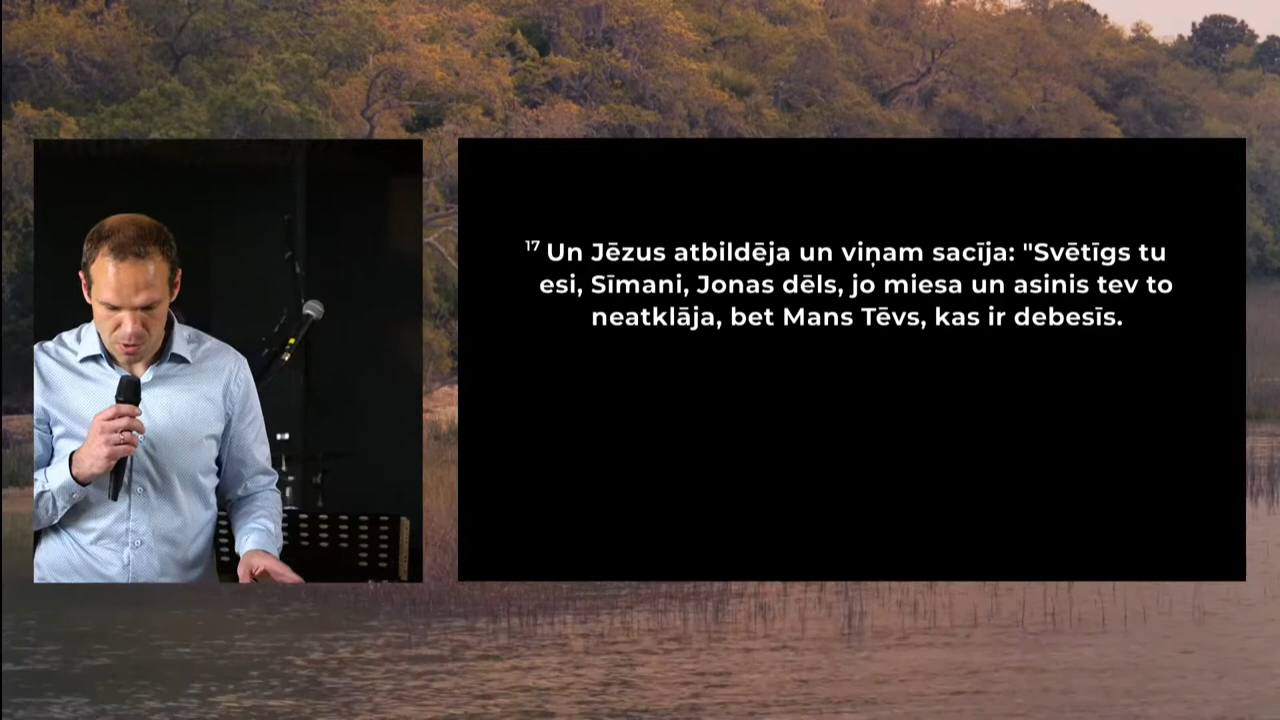 17 Un Jēzus atbildēja un viņam sacīja: "Svētīgs tu
esi, Sīmani, Jonas dēls, jo miesa un asinis tev to
neatklāja, bet Mans Tēvs, kas ir debesīs.